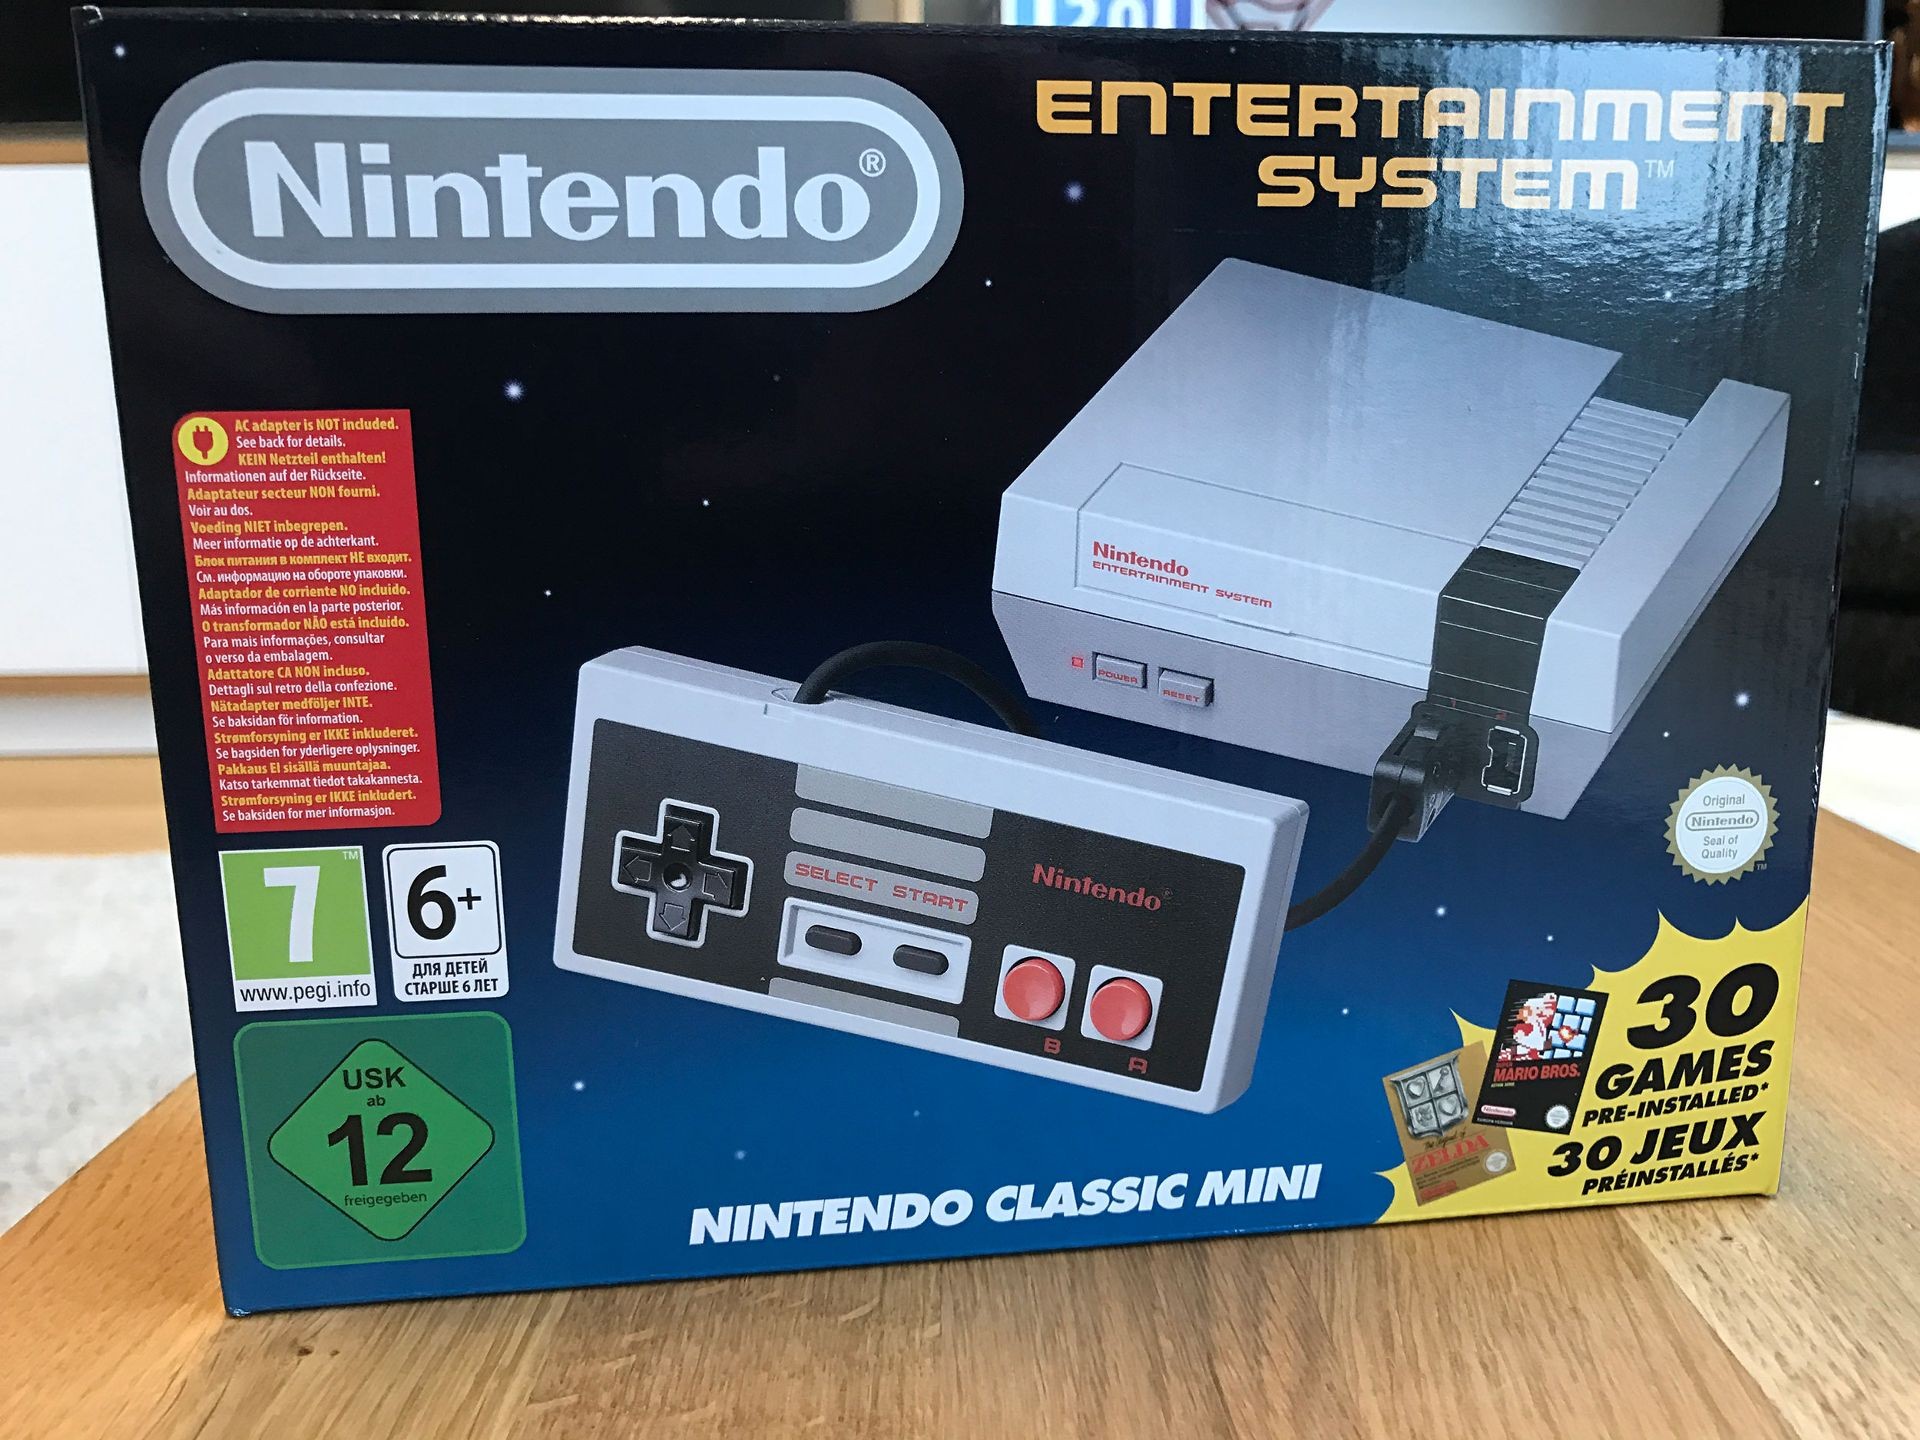 Nintendo®
ENTERTAINMENT
SYSTEM™
AC adapter is NOT included.
See back for details.
KEIN Netzteil enthalten!
Informationen auf der Rückseite.
Adaptateur secteur NON fourni.
Voir au dos.
Voeding NIET inbegrepen.
Meer informatie op de achterkant.
Блок питания в комплект НЕ входит.
См. информацию на обороте упаковки.
Adaptador de corriente NO incluido.
Más información en la parte posterior.
O transformador NÃO está incluído.
Para mais informações, consultar
o verso da embalagem.
Adattatore CA NON incluso.
Dettagli sul retro della confezione.
Nätadapter medföljer INTE.
Se baksidan för information.
Strømforsyning er IKKE inkluderet.
Se bagsiden for yderligere oplysninger.
Pakkaus EI sisällä muuntajaa.
Katso tarkemmat tiedot takakannesta.
Strømforsyning er IKKE inkludert.
Se baksiden for mer informasjon.
Nintendo
ENTERTAINMENT SYSTEM
POWER
RESET
SELECT START
Nintendo®
B
A
Original
Nintendo
Seal of
Quality
TM
7
TM
www.pegi.info
6+
ДЛЯ ДЕТЕЙ
СТАРШЕ 6 ЛЕТ
USK
ab
12
freigegeben
NINTENDO CLASSIC MINI
30
GAMES
PRE-INSTALLED*
30 JEUX
PRÉINSTALLÉS*
SUPER
MARIO BROS.
Nintendo
The Legend of
ZELDA